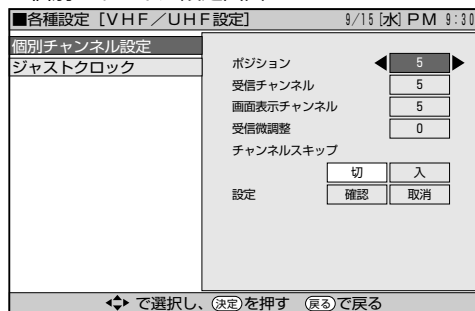 ■各種設定［VHF／UHF設定］ 9/15[水]PM 9:30
個別チャンネル設定
ジャストクロック
ポジション 5
受信チャンネル 5
画面表示チャンネル 5
受信微調整 0
チャンネルスキップ
切 入
設定 確認 取消
で選択し、決定を押す 戻るで戻る